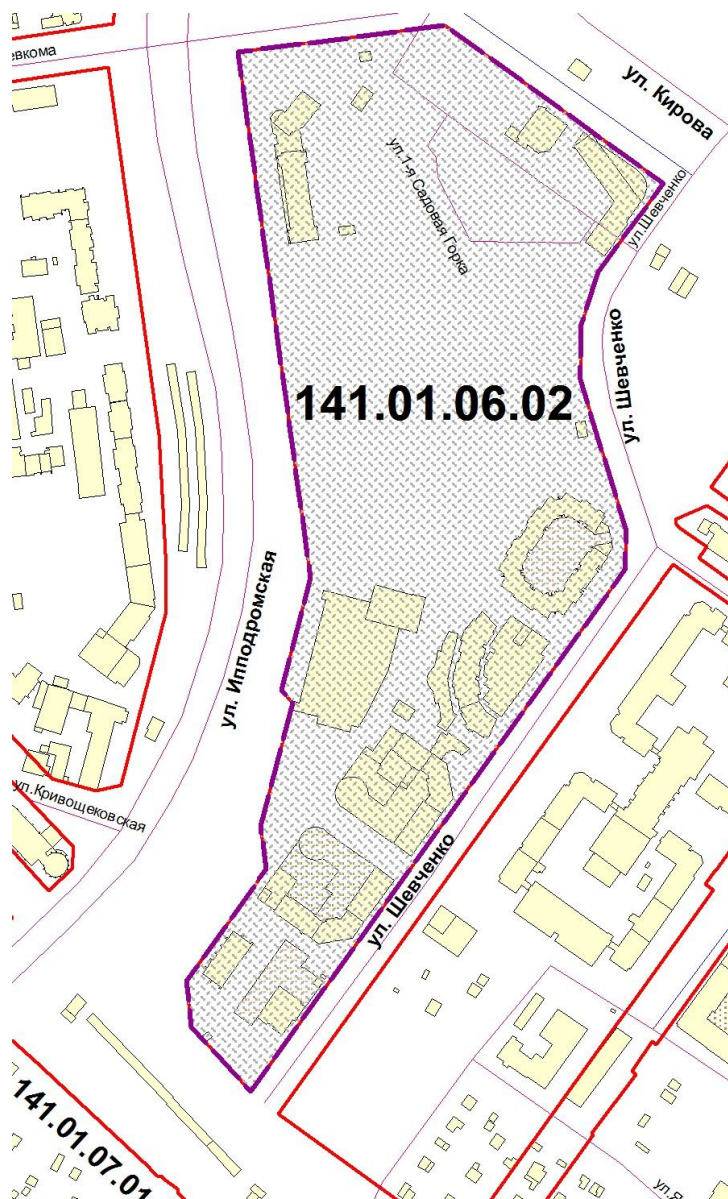 евкома
ул. Кирова
ул.1-я Садовая Горка
ул.Шевченко
ул. Шевченко
141.01.06.02
ул. Ипподромская
ул.Кривощековская
ул. Шевченко
141.01.07.01